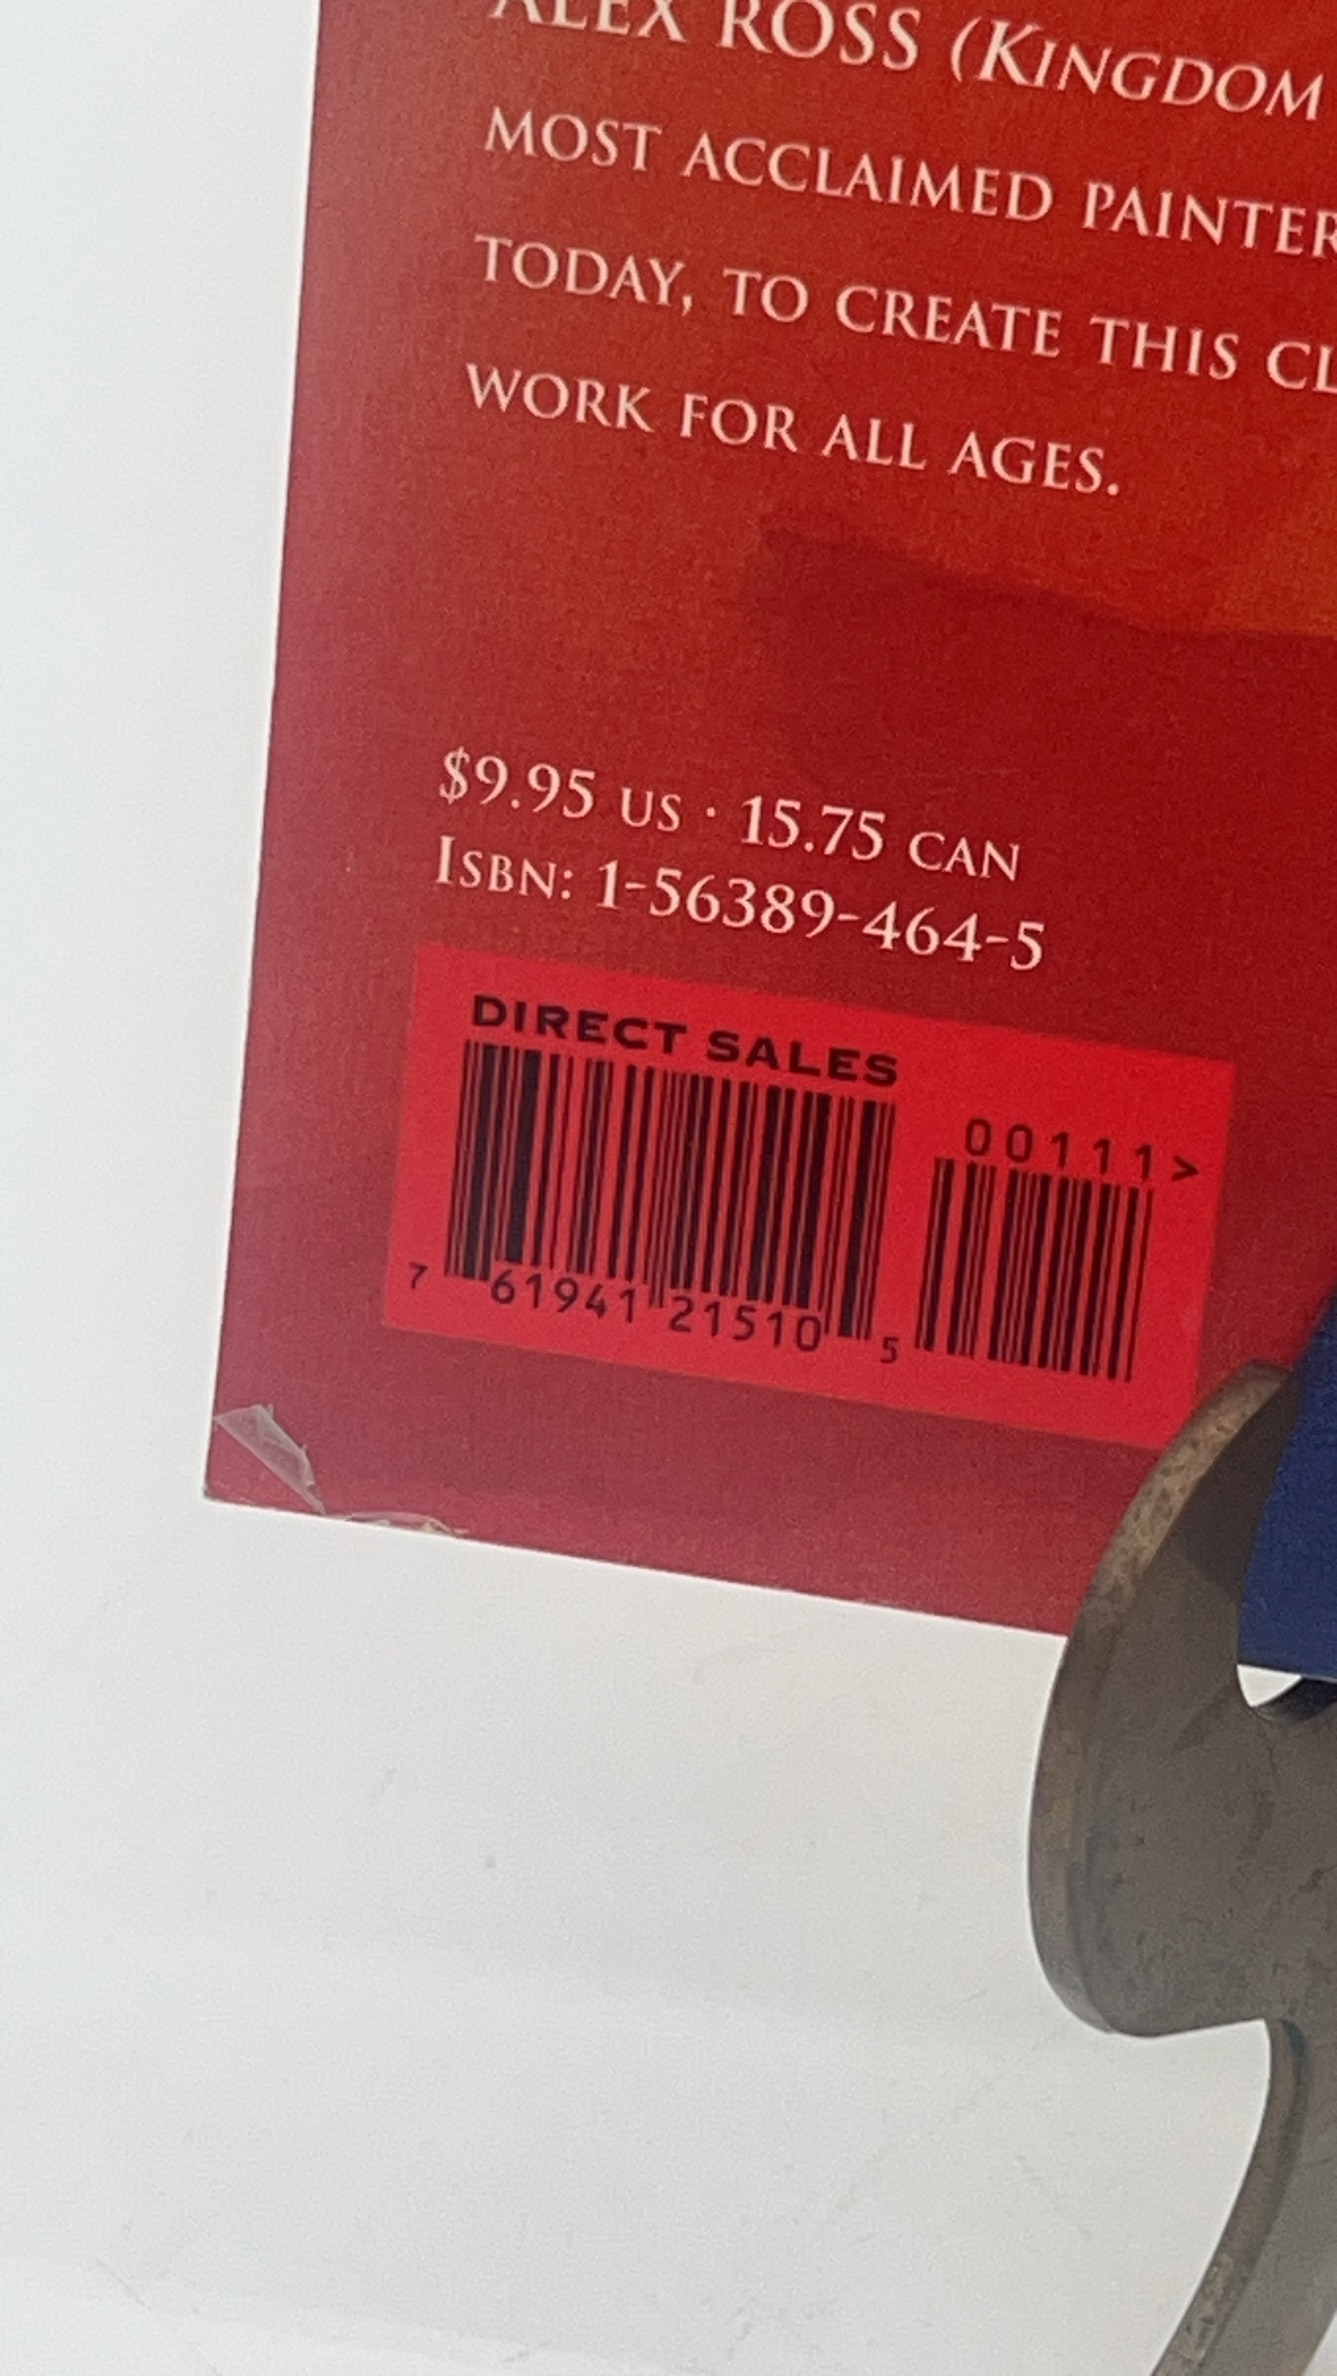 ALEX ROSS (KINGDOM
MOST ACCLAIMED PAINTER
TODAY, TO CREATE THIS CL
WORK FOR ALL AGES.
$9.95 US · 15.75 CAN
ISBN: 1-56389-464-5
DIRECT SALES
00111>
7 61941 21510 5